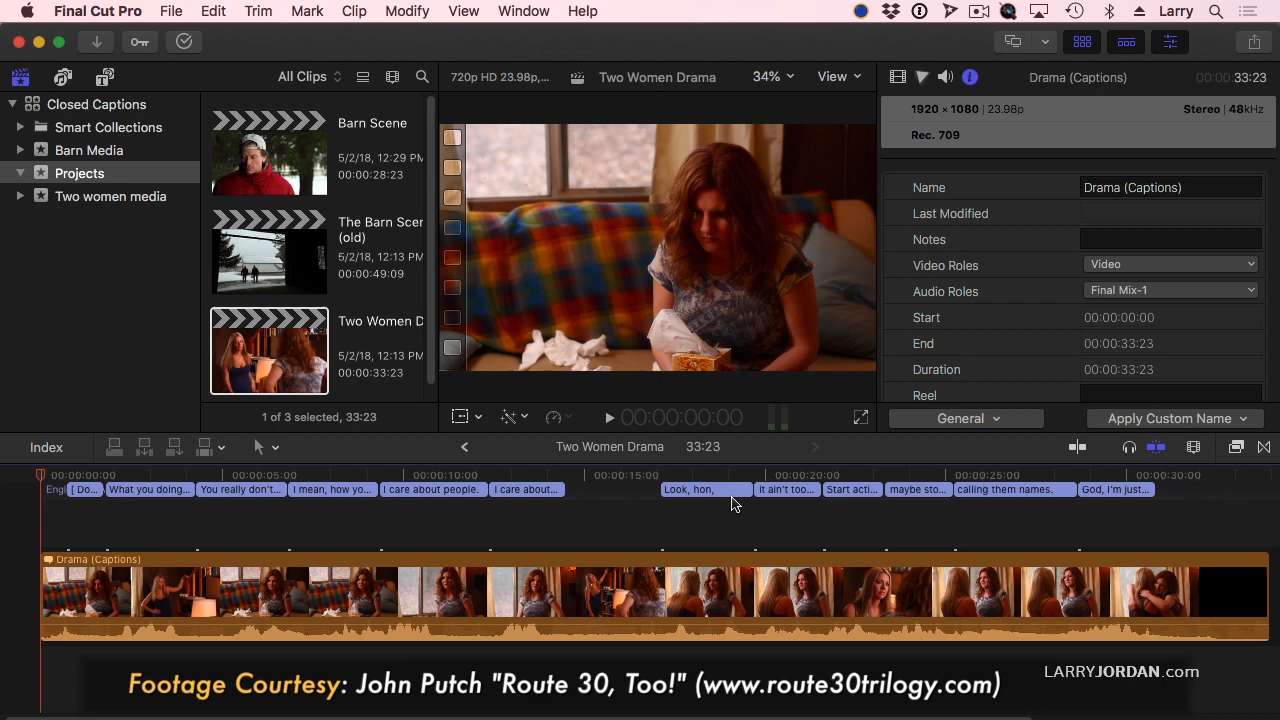 Final Cut Pro File Edit Trim Mark Clip Modify View Window Help Larry
All Clips
720p HD 23.98p,... Two Women Drama 34% View
Drama (Captions) 00:00:33:23
Closed Captions
Smart Collections
Barn Media
Projects
Two women media
Barn Scene
5/2/18, 12:29 PM
00:00:28:23
The Barn Scen
(old)
5/2/18, 12:13 PM
00:00:49:09
Two Women D
5/2/18, 12:13 PM
00:00:33:23
1 of 3 selected, 33:23
00:00:00:00
1920 × 1080 | 23.98p Stereo | 48kHz
Rec. 709
Name Drama (Captions)
Last Modified
Notes
Video Roles Video
Audio Roles Final Mix-1
Start 00:00:00:00
End 00:00:33:23
Duration 00:00:33:23
Reel
General Apply Custom Name
Index Two Women Drama 33:23
00:00:00:00 00:00:05:00 00:00:10:00 00:00:15:00 00:00:20:00 00:00:25:00 00:00:30:00
Engl [ Do... What you doing... You really don't... I mean, how yo... I care about people. I care about... Look, hon, it ain't too... Start acti... maybe sto... calling them names. God, I'm just...
Drama (Captions)
Footage Courtesy: John Putch "Route 30, Too!" (www.route30trilogy.com)
LARRYJORDAN.com